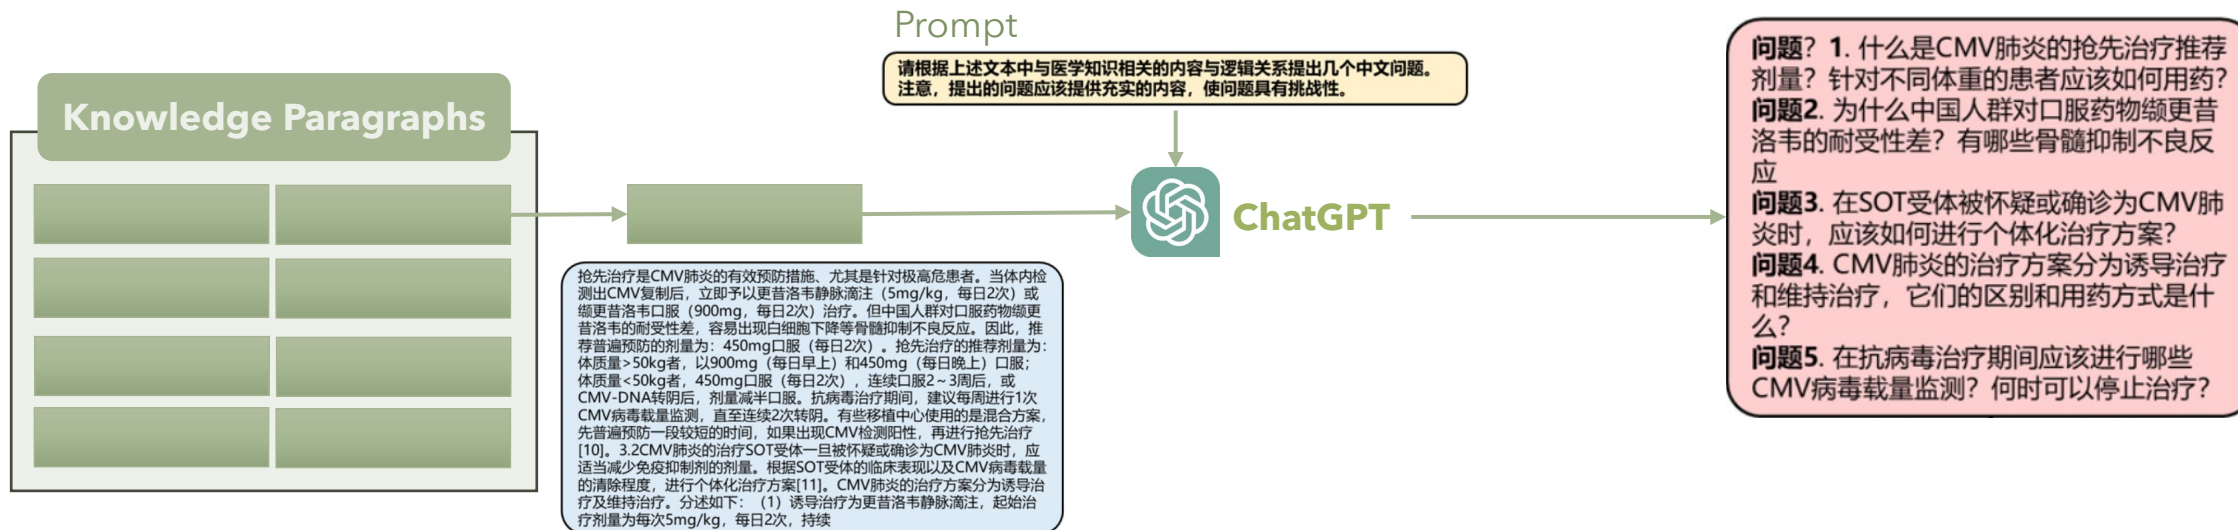 Prompt
请根据上述文本中与医学知识相关的内容与逻辑关系提出几个中文问题。
注意，提出的问题应该提供充实的内容，使问题具有挑战性。
Knowledge Paragraphs
ChatGPT
抢先治疗是CMV肺炎的有效预防措施、尤其是针对极高危患者。当体内检
测出CMV复制后，立即予以更昔洛韦静脉滴注（5mg/kg，每日2次）或
缬更昔洛韦口服（900mg，每日2次）治疗。但中国人群对口服药物缬更
昔洛韦的耐受性差，容易出现白细胞下降等骨髓抑制不良反应。因此，推
荐普遍预防的剂量为：450mg口服（每日2次）。抢先治疗的推荐剂量为：
体质量>50kg者，以900mg（每日早上）和450mg（每日晚上）口服；
体质量<50kg者，450mg口服（每日2次），连续口服2～3周后，或
CMV-DNA转阴后，剂量减半口服。抗病毒治疗期间，建议每周进行1次
CMV病毒载量监测，直至连续2次转阴。有些移植中心使用的是混合方案，
先普遍预防一段较短的时间，如果出现CMV检测阳性，再进行抢先治疗
[10]。3.2CMV肺炎的治疗SOT受体一旦被怀疑或确诊为CMV肺炎时，应
适当减少免疫抑制剂的剂量。根据SOT受体的临床表现以及CMV病毒载量
的清除程度，进行个体化治疗方案[11]。CMV肺炎的治疗方案分为诱导治
疗及维持治疗。分述如下：（1）诱导治疗为更昔洛韦静脉滴注，起始治
疗剂量为每次5mg/kg，每日2次，持续
问题？1. 什么是CMV肺炎的抢先治疗推荐
剂量？针对不同体重的患者应该如何用药？
问题2. 为什么中国人群对口服药物缬更昔
洛韦的耐受性差？有哪些骨髓抑制不良反
应
问题3. 在SOT受体被怀疑或确诊为CMV肺
炎时，应该如何进行个体化治疗方案？
问题4. CMV肺炎的治疗方案分为诱导治疗
和维持治疗，它们的区别和用药方式是什
么？
问题5. 在抗病毒治疗期间应该进行哪些
CMV病毒载量监测？何时可以停止治疗？